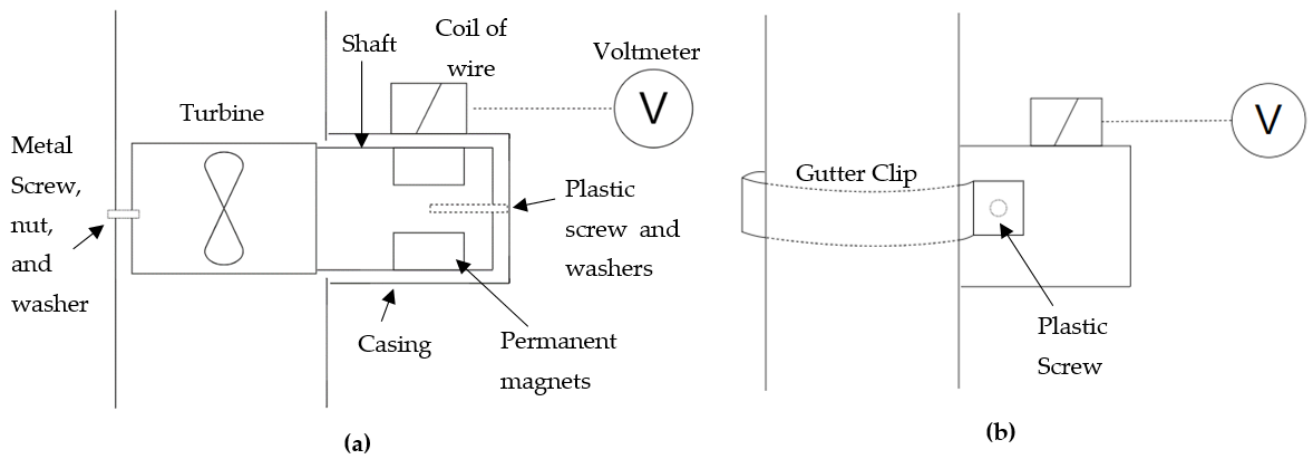 Shaft
Coil of
wire
Voltmeter
V
Turbine
Metal
Screw,
nut,
and
washer
Plastic
screw and
washers
Casing
Permanent
magnets
(a)
V
Gutter Clip
Plastic
Screw
(b)